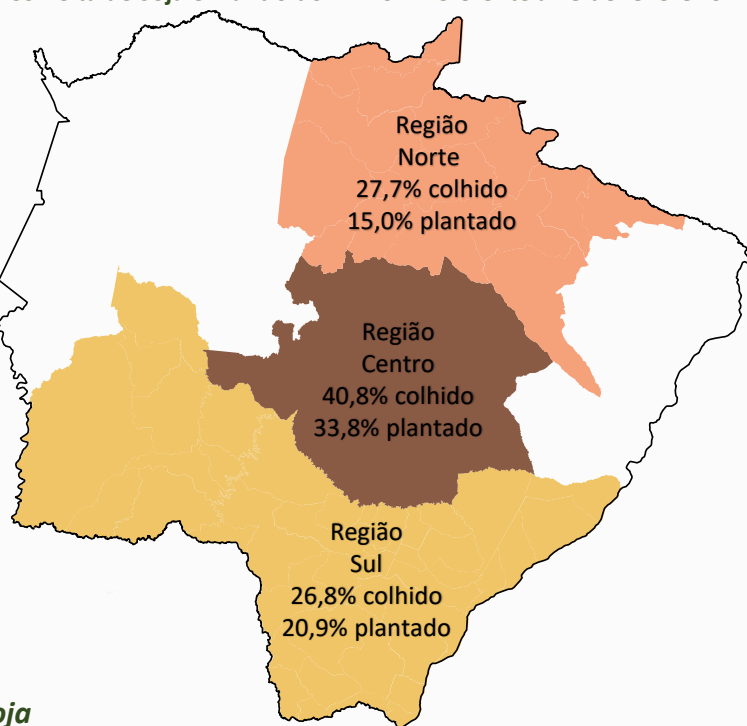 Região
Norte
27,7% colhido
15,0% plantado
Região
Centro
40,8% colhido
33,8% plantado
Região
Sul
26,8% colhido
20,9% plantado